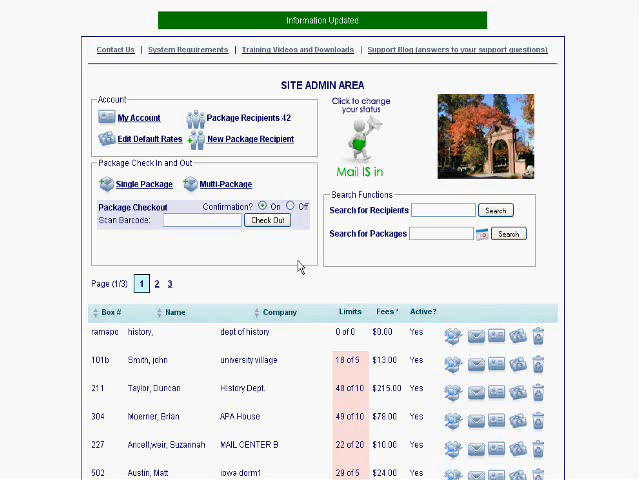 Information Updated
Contact Us | System Requirements | Training Videos and Downloads | Support Blog (answers to your support questions)
SITE ADMIN AREA
Account
My Account
Package Recipients:42
Edit Default Rates
New Package Recipient
Click to change
your status
Mail IS in
Package Check In and Out
Single Package
Multi-Package
Package Checkout Confirmation? On Off
Scan Barcode: Check Out
Search Functions
Search for Recipients Search
Search for Packages Search
Page (1/3) 1 2 3
Box # Name Company Limits Fees * Active?
ramapo history, dept of history 0 of 0 $0.00 Yes
101b Smith, john university village 18 of 5 $13.00 Yes
211 Taylor, Duncan History Dept. 48 of 10 $215.00 Yes
304 Moerner, Brian APA House 49 of 10 $78.00 Yes
227 Ancell;weir, Suzannah MAIL CENTER B 22 of 20 $10.00 Yes
502 Austin, Matt iowa dorm1 29 of 5 $24.00 Yes